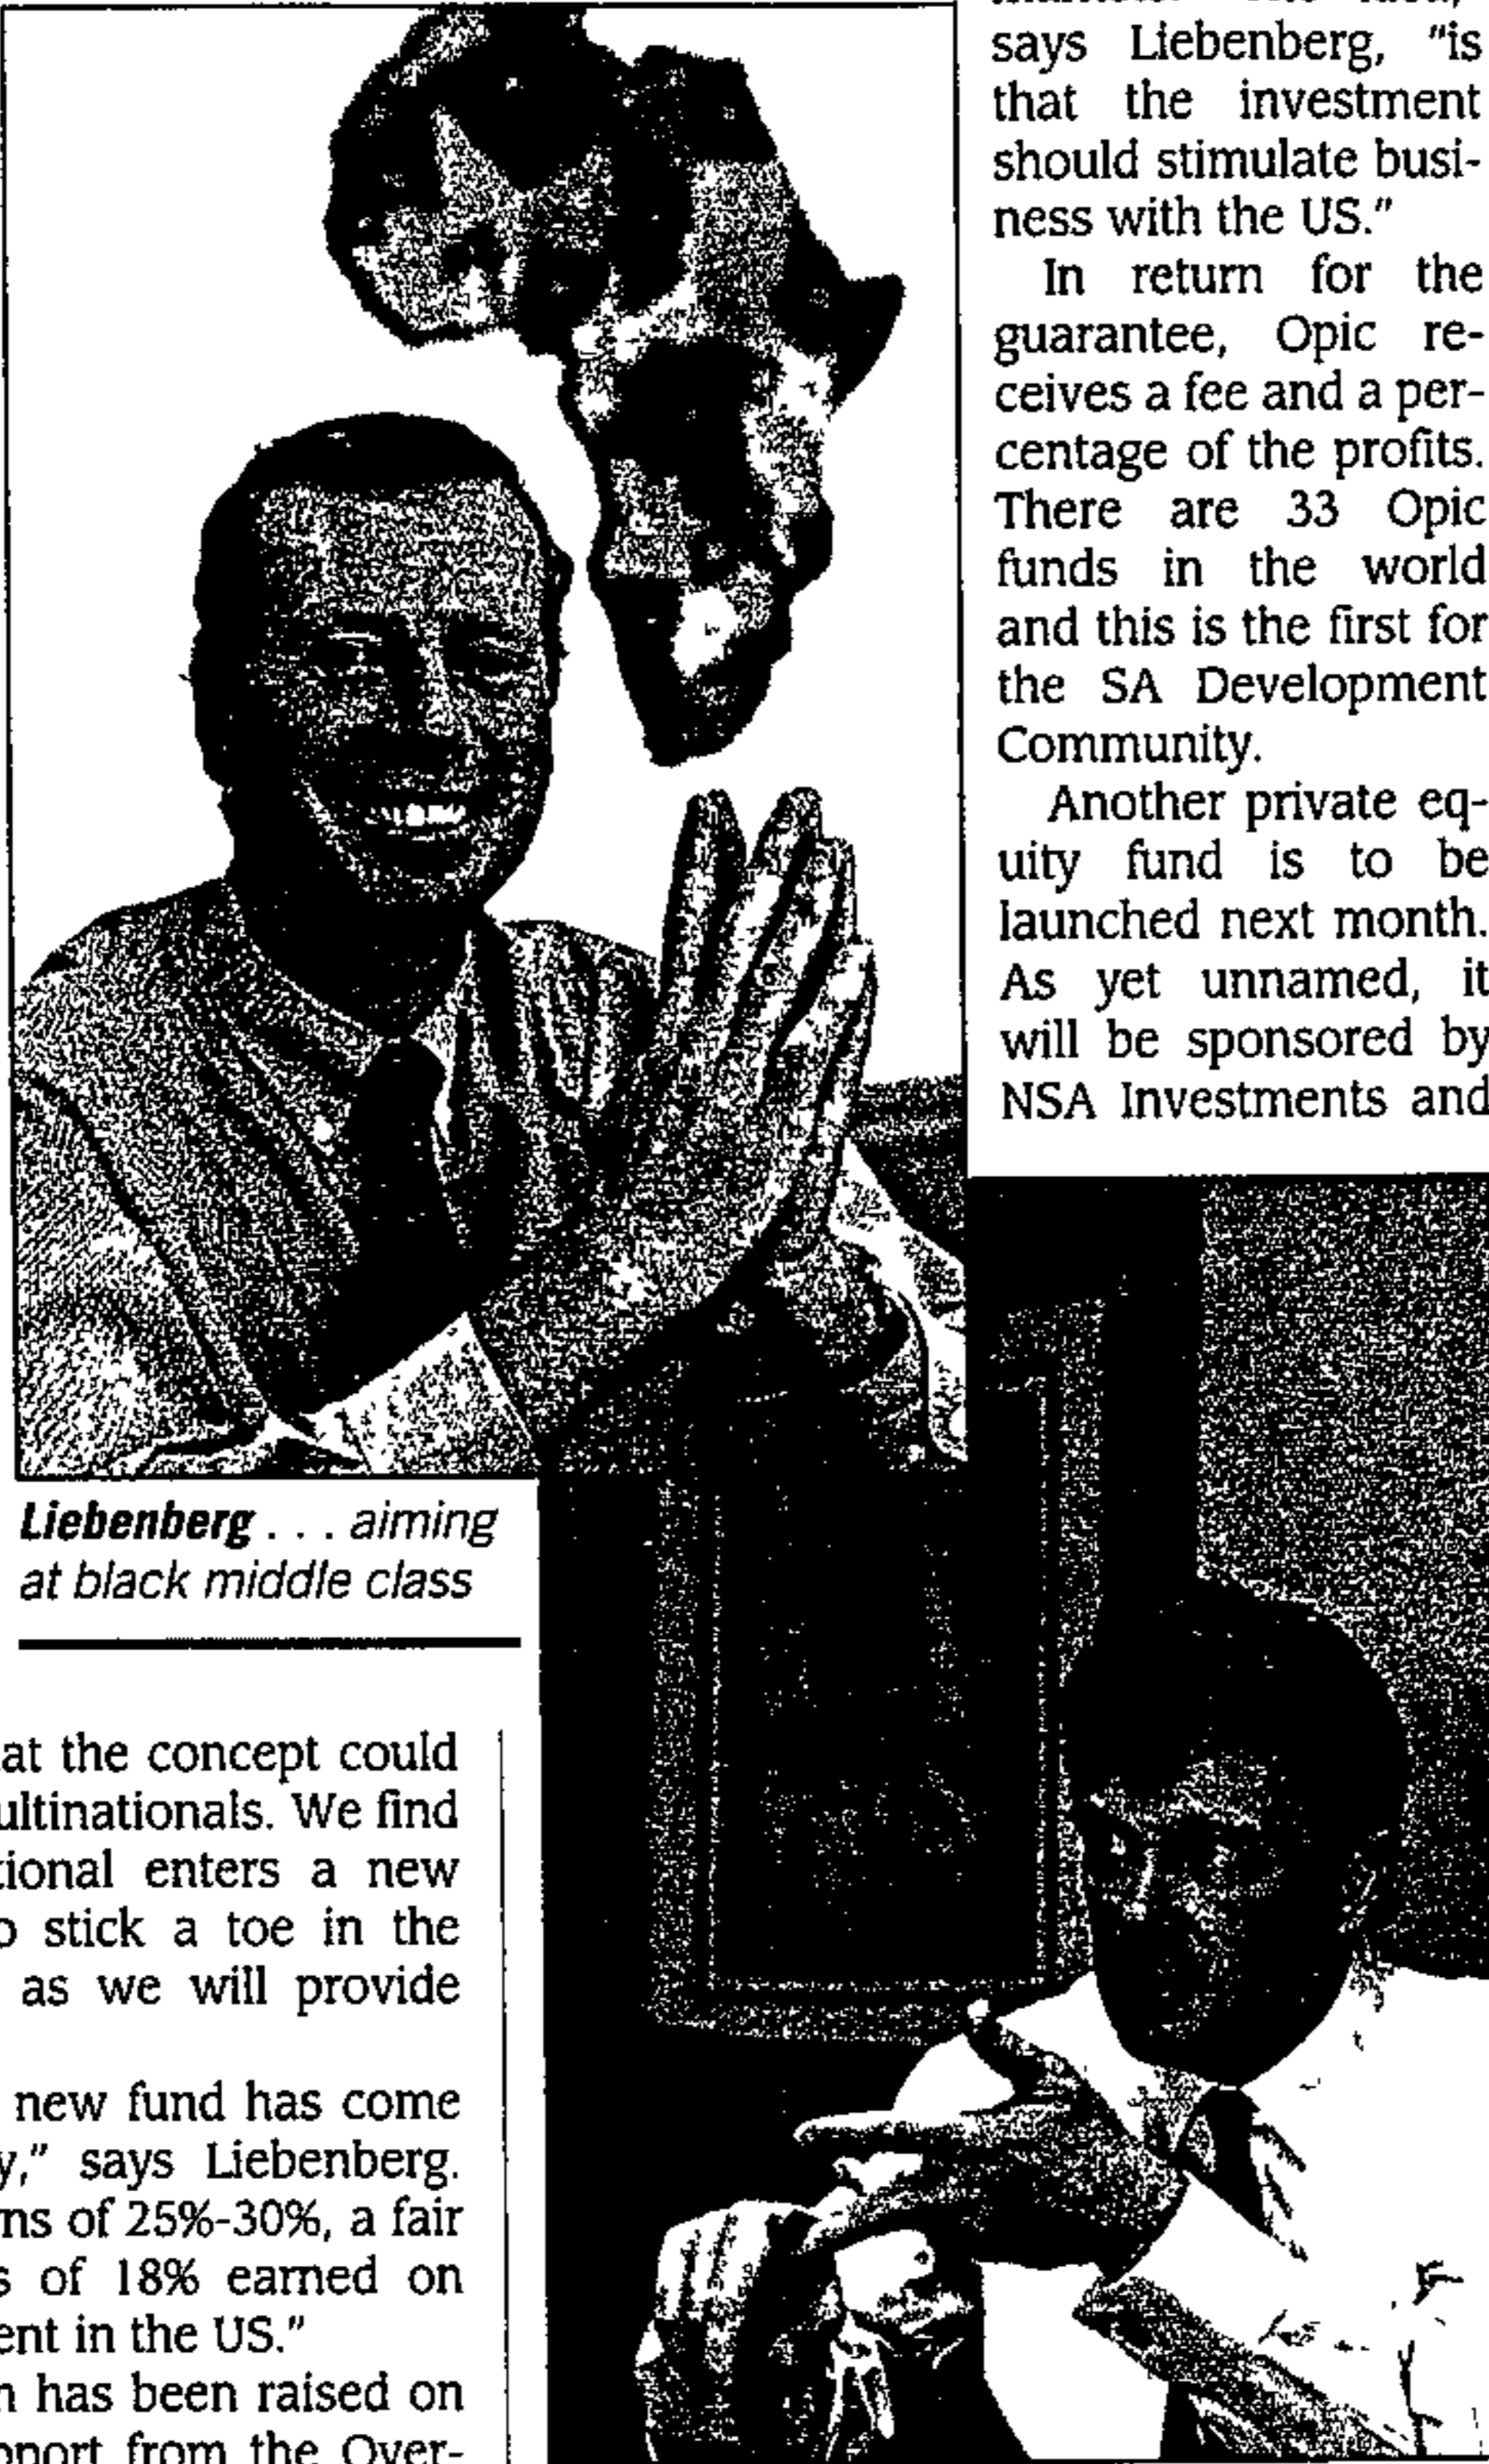 says Liebenberg, "is
that the investment
should stimulate busi-
ness with the US."
In return for the
guarantee, Opic re-
ceives a fee and a per-
centage of the profits.
There are 33 Opic
funds in the world
and this is the first for
the SA Development
Community.
Another private eq-
uity fund is to be
launched next month.
As yet unnamed, it
will be sponsored by
NSA Investments and
Liebenberg . . . aiming
at black middle class
at the concept could
ultinationals. We find
tional enters a new
o stick a toe in the
as we will provide
new fund has come
y," says Liebenberg.
ns of 25%-30%, a fair
s of 18% earned on
ent in the US."
n has been raised on
pport from the Over-